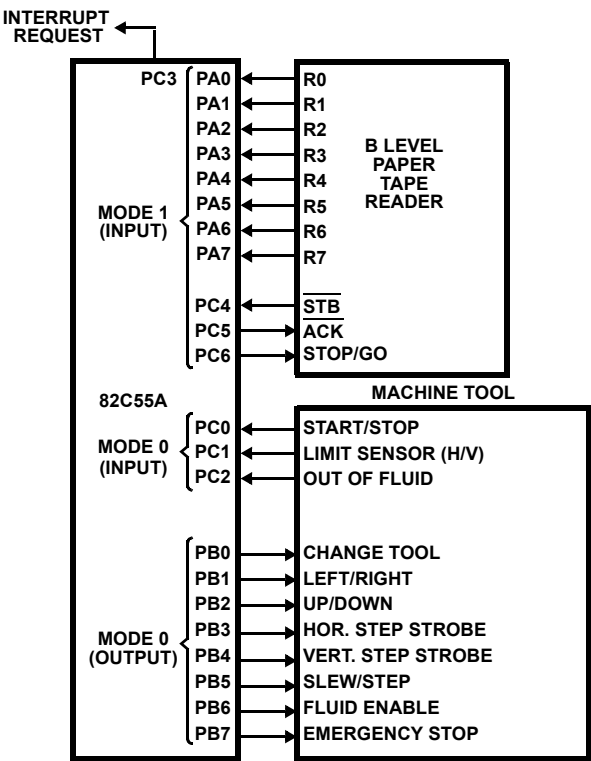 INTERRUPT
REQUEST
PC3 PA0 R0
PA1 R1
PA2 R2
PA3 R3
PA4 R4
PA5 R5
PA6 R6
PA7 R7
B LEVEL
PAPER
TAPE
READER
MODE 1
(INPUT)
PC4 STB
PC5 ACK
PC6 STOP/GO
82C55A
MACHINE TOOL
MODE 0
(INPUT)
PC0 START/STOP
PC1 LIMIT SENSOR (H/V)
PC2 OUT OF FLUID
MODE 0
(OUTPUT)
PB0 CHANGE TOOL
PB1 LEFT/RIGHT
PB2 UP/DOWN
PB3 HOR. STEP STROBE
PB4 VERT. STEP STROBE
PB5 SLEW/STEP
PB6 FLUID ENABLE
PB7 EMERGENCY STOP